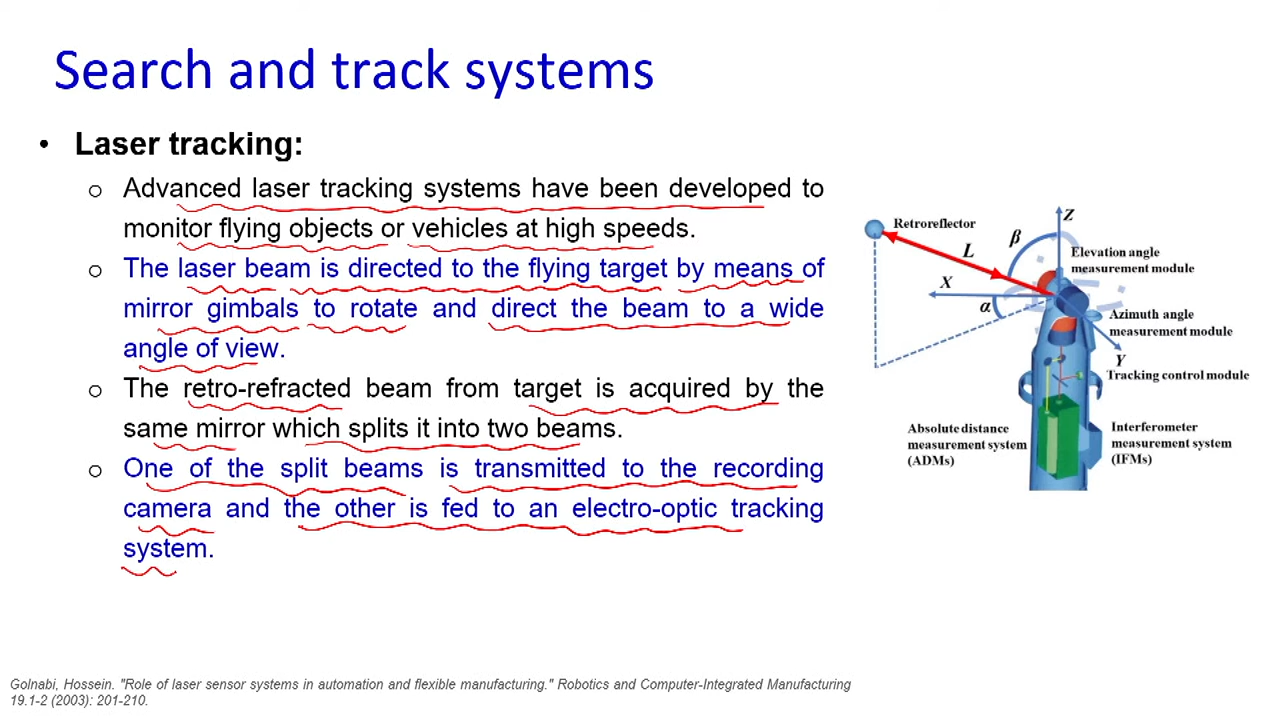 Search and track systems
• Laser tracking:
o Advanced laser tracking systems have been developed to
monitor flying objects or vehicles at high speeds.
o The laser beam is directed to the flying target by means of
mirror gimbals to rotate and direct the beam to a wide
angle of view.
o The retro-refracted beam from target is acquired by the
same mirror which splits it into two beams.
o One of the split beams is transmitted to the recording
camera and the other is fed to an electro-optic tracking
system.
Retroreflector
Z
β
L
Elevation angle
measurement module
X
α
Azimuth angle
measurement module
Y
Tracking control module
Absolute distance
measurement system
(ADMs)
Interferometer
measurement system
(IFMs)
Golnabi, Hossein. "Role of laser sensor systems in automation and flexible manufacturing." Robotics and Computer-Integrated Manufacturing
19.1-2 (2003): 201-210.